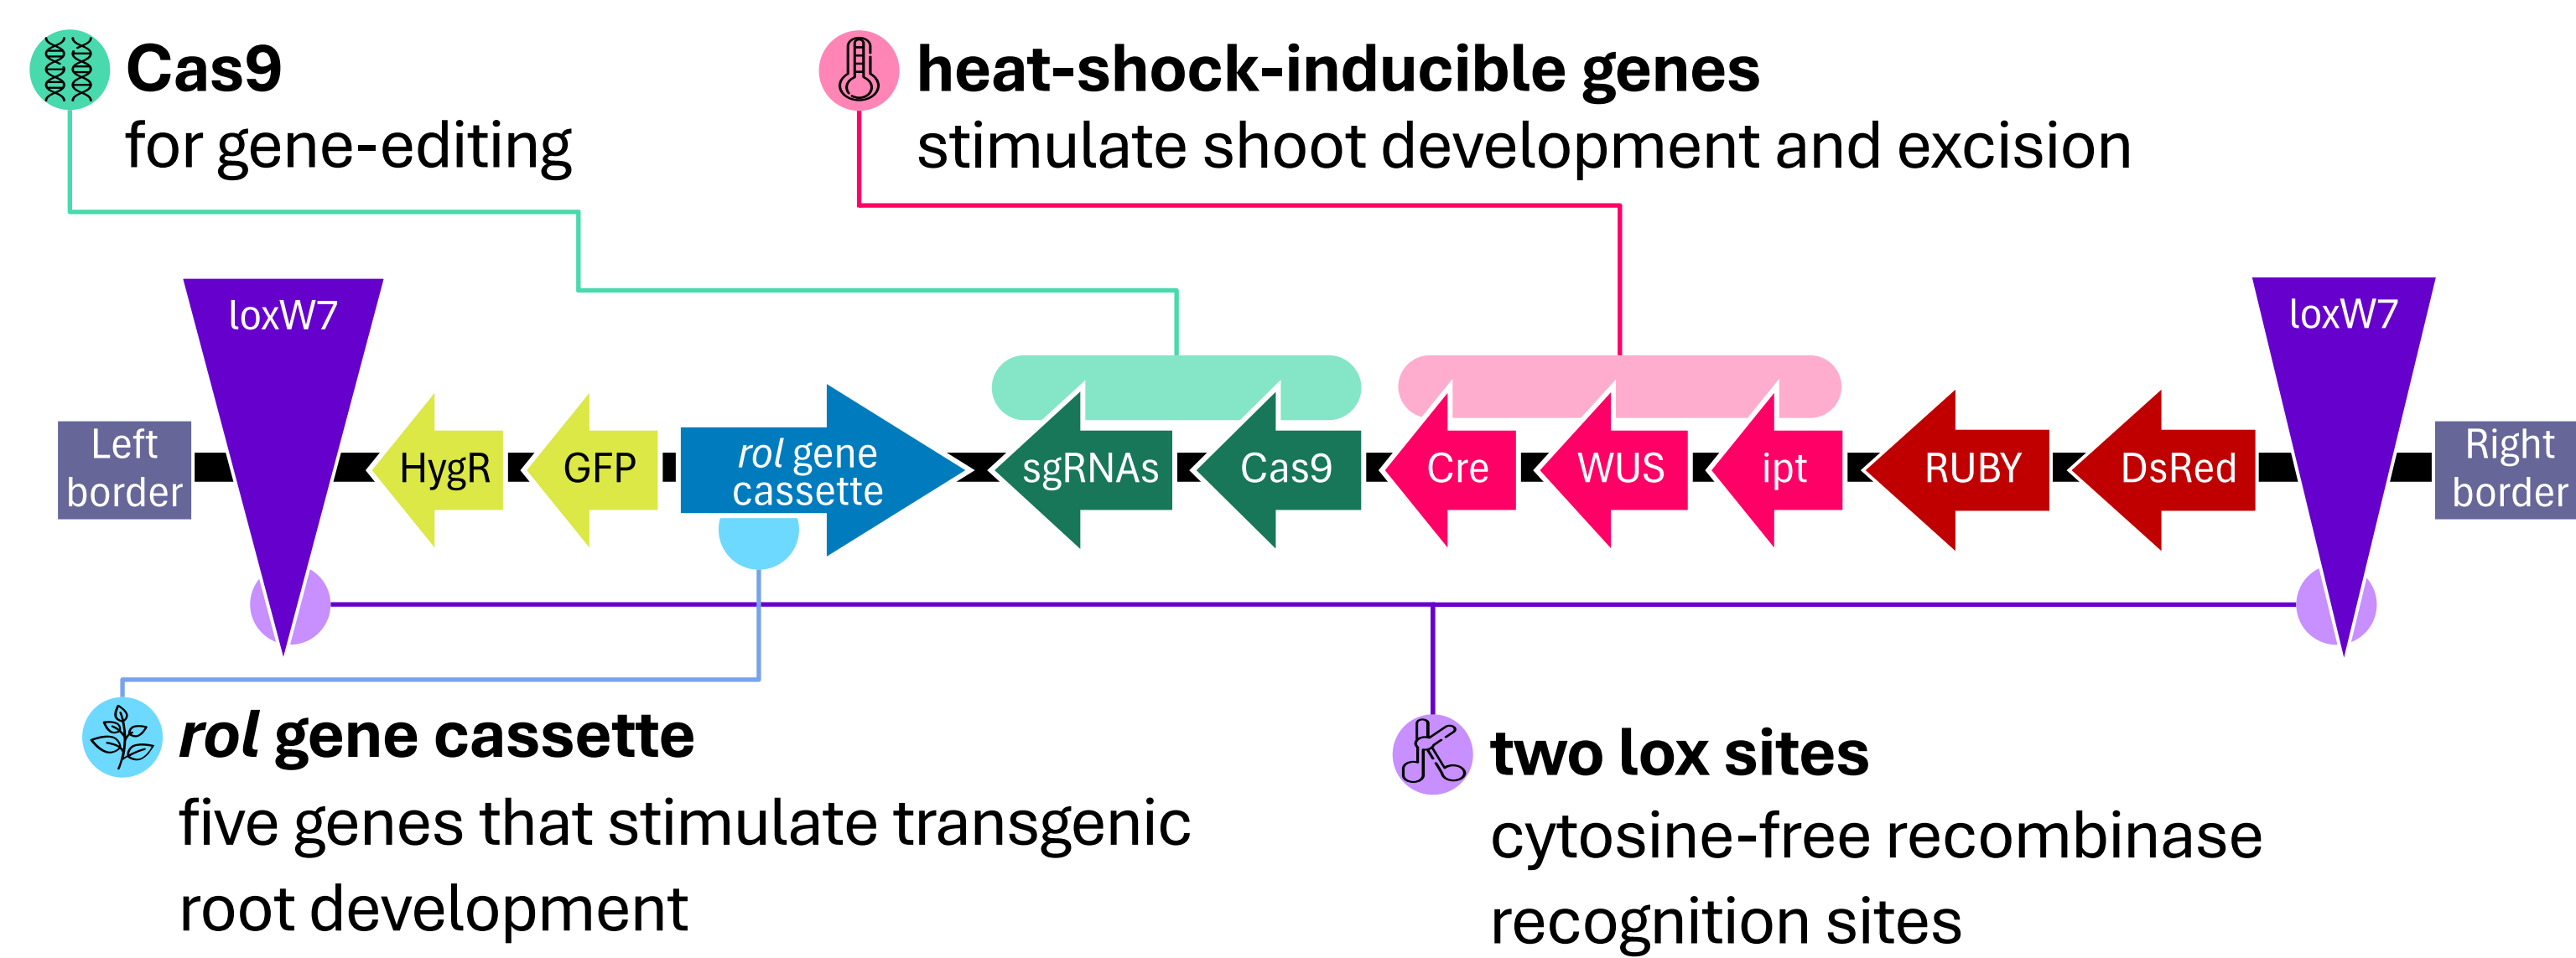 Cas9
for gene-editing
heat-shock-inducible genes
stimulate shoot development and excision
loxW7
loxW7
Left
border
HygR
GFP
rol gene
cassette
sgRNAs
Cas9
Cre
WUS
ipt
RUBY
DsRed
Right
border
rol gene cassette
five genes that stimulate transgenic
root development
two lox sites
cytosine-free recombinase
recognition sites